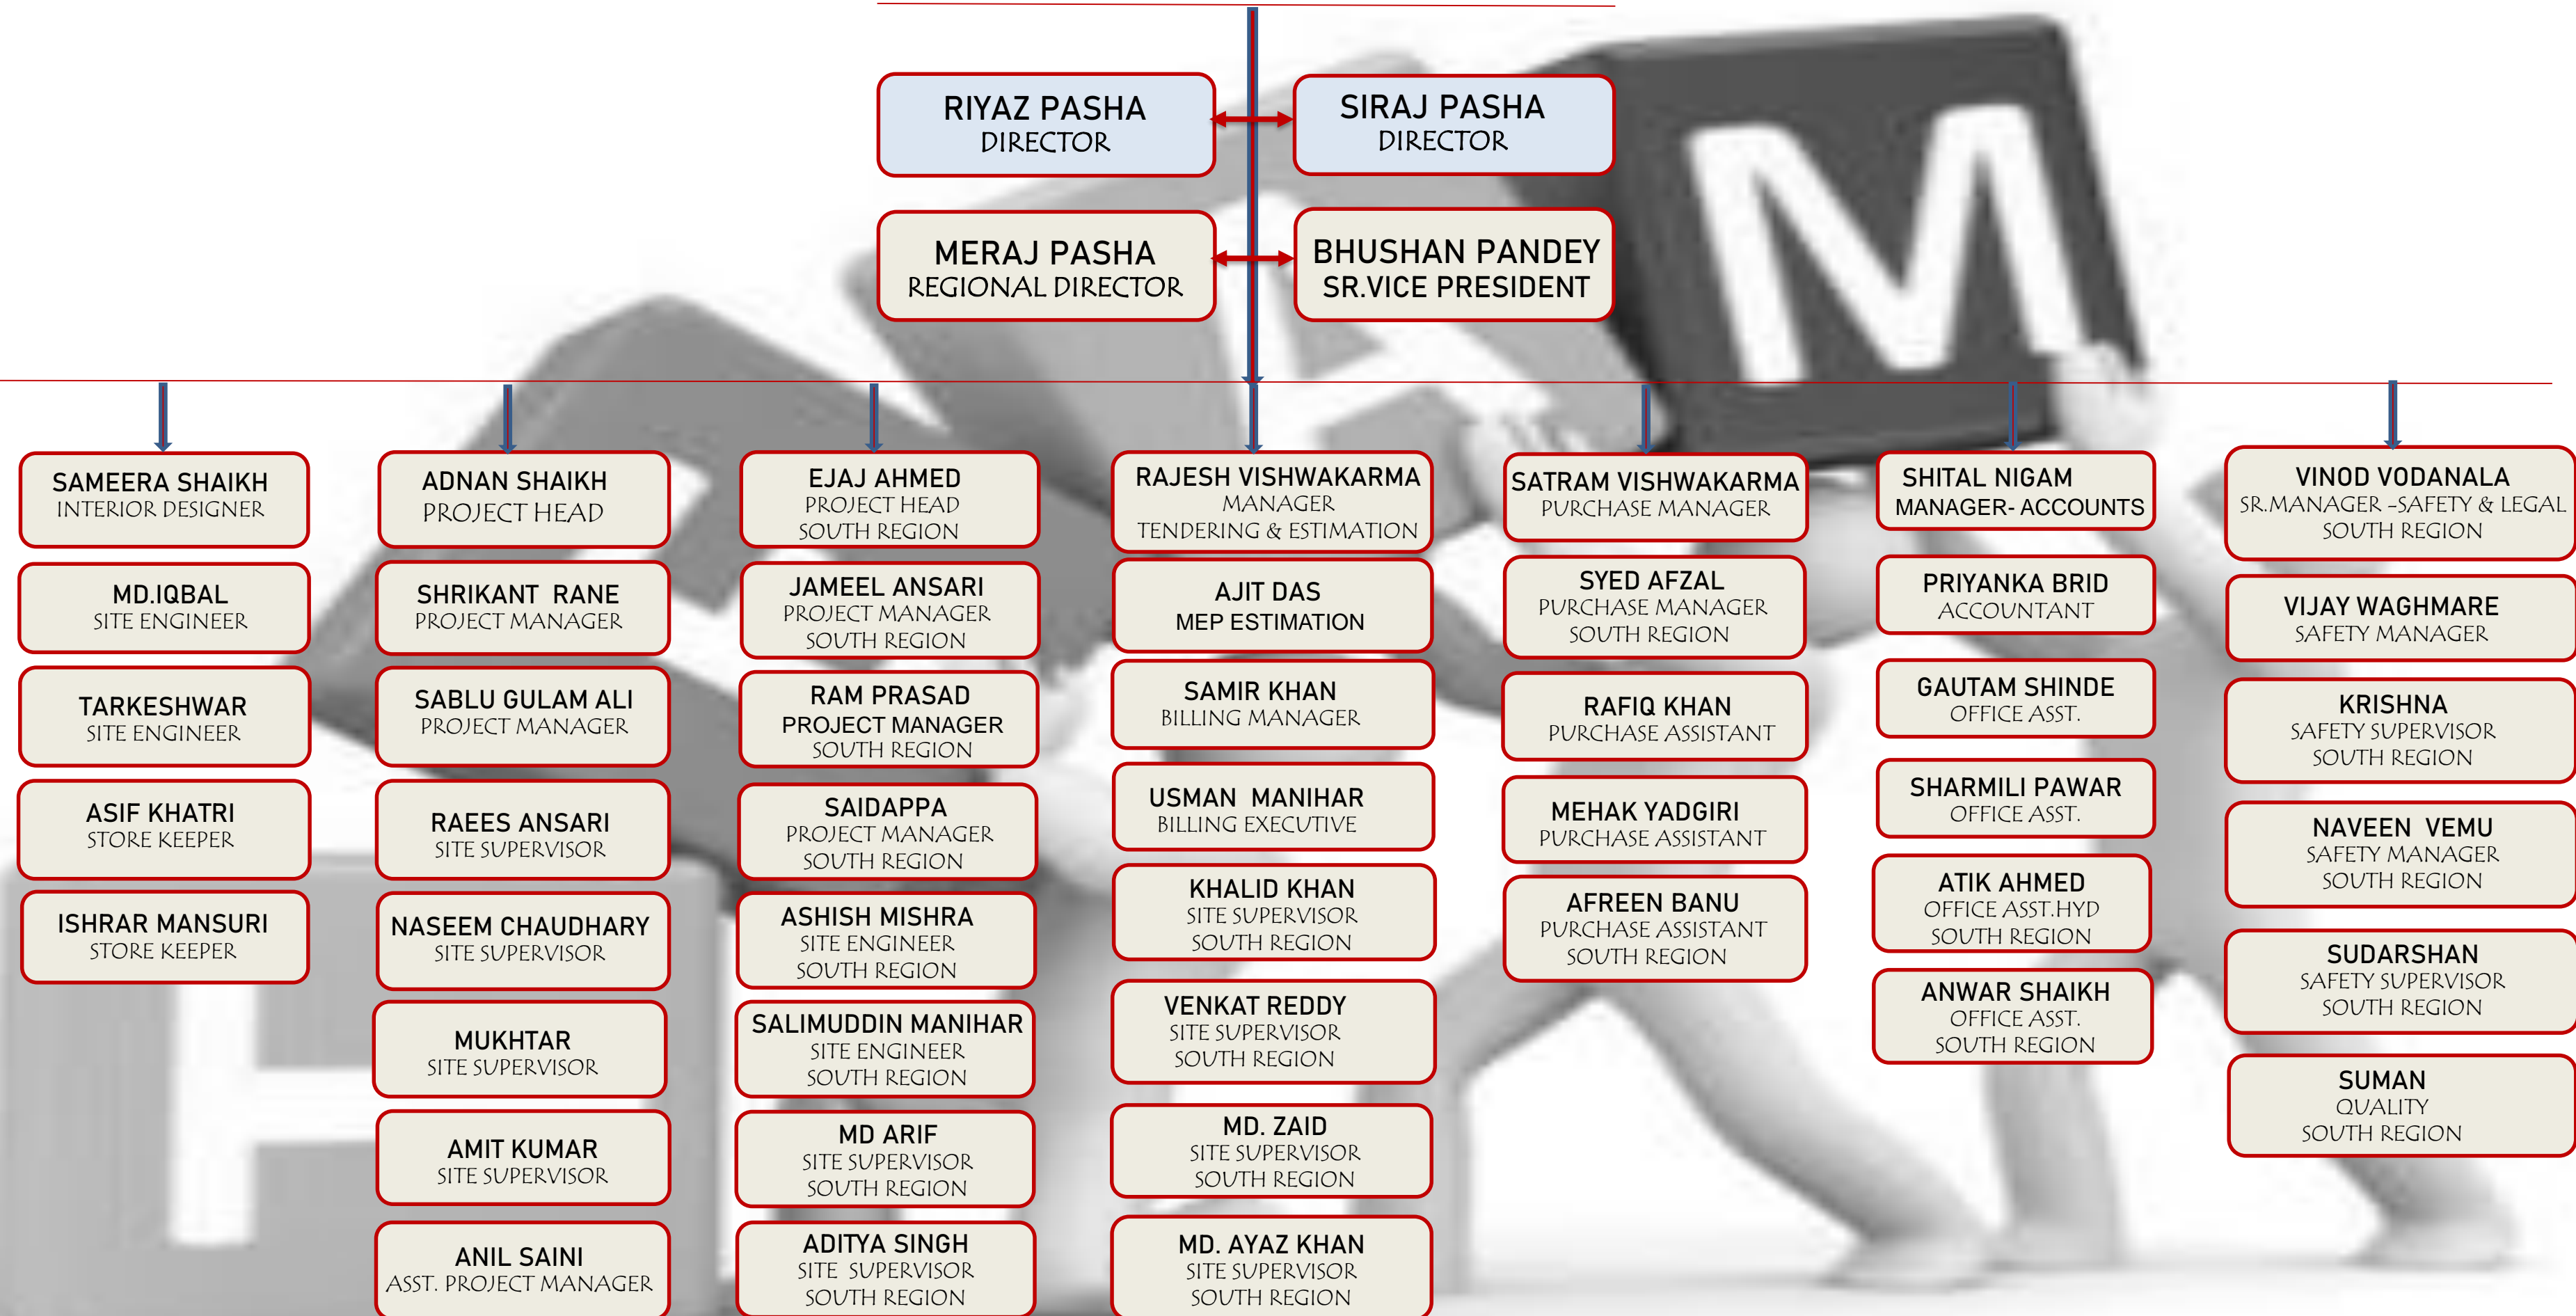 RIYAZ PASHA
DIRECTOR
SIRAJ PASHA
DIRECTOR
MERAJ PASHA
REGIONAL DIRECTOR
BHUSHAN PANDEY
SR.VICE PRESIDENT
SAMEERA SHAIKH
INTERIOR DESIGNER
MD.IQBAL
SITE ENGINEER
TARKESHWAR
SITE ENGINEER
ASIF KHATRI
STORE KEEPER
ISHRAR MANSURI
STORE KEEPER
ADNAN SHAIKH
PROJECT HEAD
SHRIKANT RANE
PROJECT MANAGER
SABLU GULAM ALI
PROJECT MANAGER
RAEES ANSARI
SITE SUPERVISOR
NASEEM CHAUDHARY
SITE SUPERVISOR
MUKHTAR
SITE SUPERVISOR
AMIT KUMAR
SITE SUPERVISOR
ANIL SAINI
ASST. PROJECT MANAGER
EJAJ AHMED
PROJECT HEAD
SOUTH REGION
JAMEEL ANSARI
PROJECT MANAGER
SOUTH REGION
RAM PRASAD
PROJECT MANAGER
SOUTH REGION
SAIDAPPA
PROJECT MANAGER
SOUTH REGION
ASHISH MISHRA
SITE ENGINEER
SOUTH REGION
SALIMUDDIN MANIHAR
SITE ENGINEER
SOUTH REGION
MD ARIF
SITE SUPERVISOR
SOUTH REGION
ADITYA SINGH
SITE SUPERVISOR
SOUTH REGION
RAJESH VISHWAKARMA
MANAGER
TENDERING & ESTIMATION
AJIT DAS
MEP ESTIMATION
SAMIR KHAN
BILLING MANAGER
USMAN MANIHAR
BILLING EXECUTIVE
KHALID KHAN
SITE SUPERVISOR
SOUTH REGION
VENKAT REDDY
SITE SUPERVISOR
SOUTH REGION
MD. ZAID
SITE SUPERVISOR
SOUTH REGION
MD. AYAZ KHAN
SITE SUPERVISOR
SOUTH REGION
SATRAM VISHWAKARMA
PURCHASE MANAGER
SYED AFZAL
PURCHASE MANAGER
SOUTH REGION
RAFIQ KHAN
PURCHASE ASSISTANT
MEHAK YADGIRI
PURCHASE ASSISTANT
AFREEN BANU
PURCHASE ASSISTANT
SOUTH REGION
SHITAL NIGAM
MANAGER- ACCOUNTS
PRIYANKA BRID
ACCOUNTANT
GAUTAM SHINDE
OFFICE ASST.
SHARMILI PAWAR
OFFICE ASST.
ATIK AHMED
OFFICE ASST.HYD
SOUTH REGION
ANWAR SHAIKH
OFFICE ASST.
SOUTH REGION
VINOD VODANALA
SR.MANAGER -SAFETY & LEGAL
SOUTH REGION
VIJAY WAGHMARE
SAFETY MANAGER
KRISHNA
SAFETY SUPERVISOR
SOUTH REGION
NAVEEN VEMU
SAFETY MANAGER
SOUTH REGION
SUDARSHAN
SAFETY SUPERVISOR
SOUTH REGION
SUMAN
QUALITY
SOUTH REGION
M